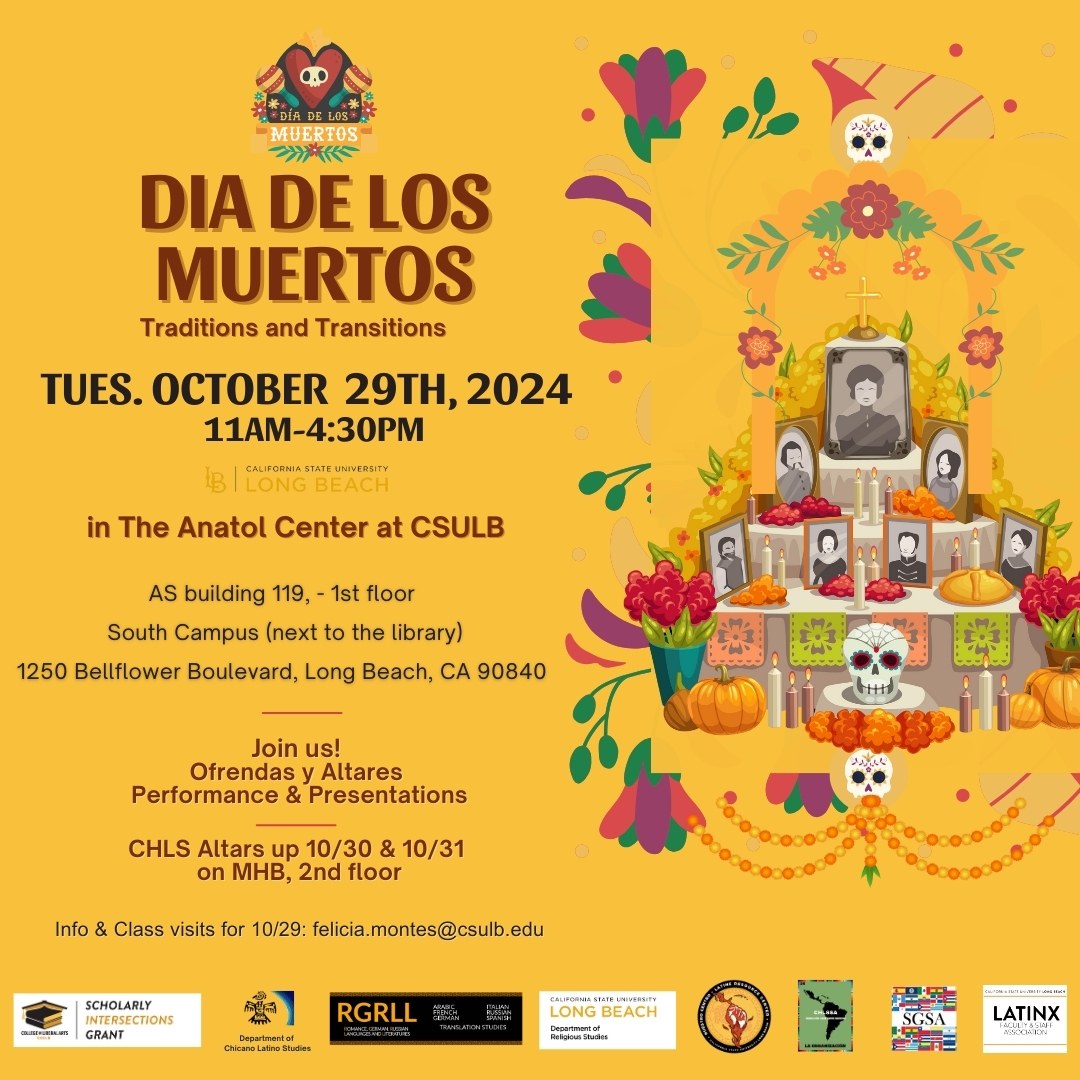 DÍA DE LOS
MUERTOS
DIA DE LOS
MUERTOS
Traditions and Transitions
TUES. OCTOBER 29TH, 2024
11AM-4:30PM
LB
CALIFORNIA STATE UNIVERSITY
LONG BEACH
in The Anatol Center at CSULB
AS building 119, - 1st floor
South Campus (next to the library)
1250 Bellflower Boulevard, Long Beach, CA 90840
Join us!
Ofrendas y Altares
Performance & Presentations
CHLS Altars up 10/30 & 10/31
on MHB, 2nd floor
Info & Class visits for 10/29: felicia.montes@csulb.edu
COLLEGE OF LIBERAL ARTS
SCHOLARLY
INTERSECTIONS
GRANT
Department of
Chicano Latino Studies
RGRLL
ROMANCE, GERMAN, RUSSIAN
LANGUAGES AND LITERATURES
ARABIC
FRENCH
GERMAN
ITALIAN
RUSSIAN
SPANISH
TRANSLATION STUDIES
CALIFORNIA STATE UNIVERSITY
LONG BEACH
Department of
Religious Studies
CHLSSA
LA ORGANIZACION
SGSA
CALIFORNIA STATE UNIVERSITY LONG BEACH
LATINX
FACULTY & STAFF
ASSOCIATION